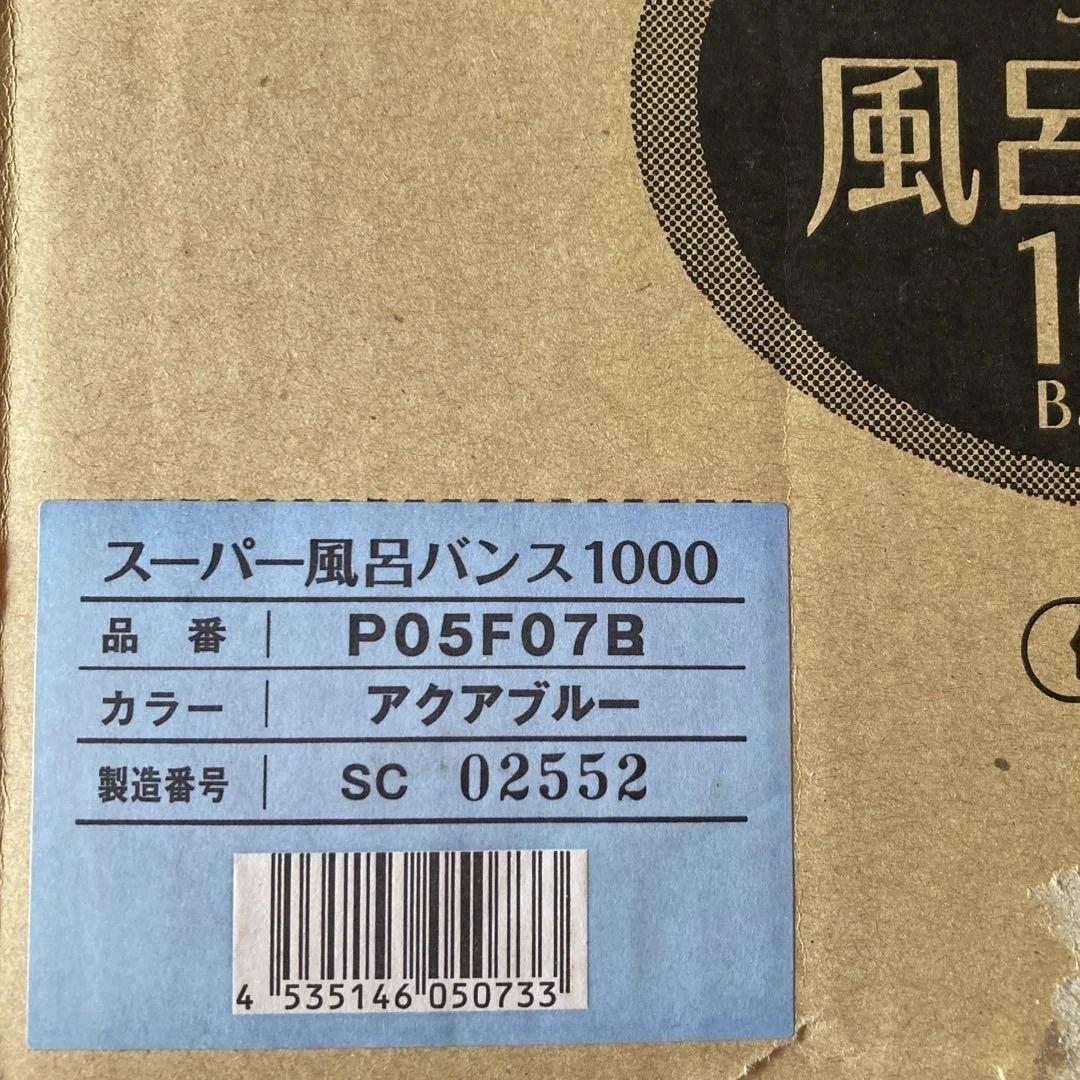 風呂
スーパー風呂バンス1000
品番 P05F07B
カラー アクアブルー
製造番号 SC 02552
4 535146 050733